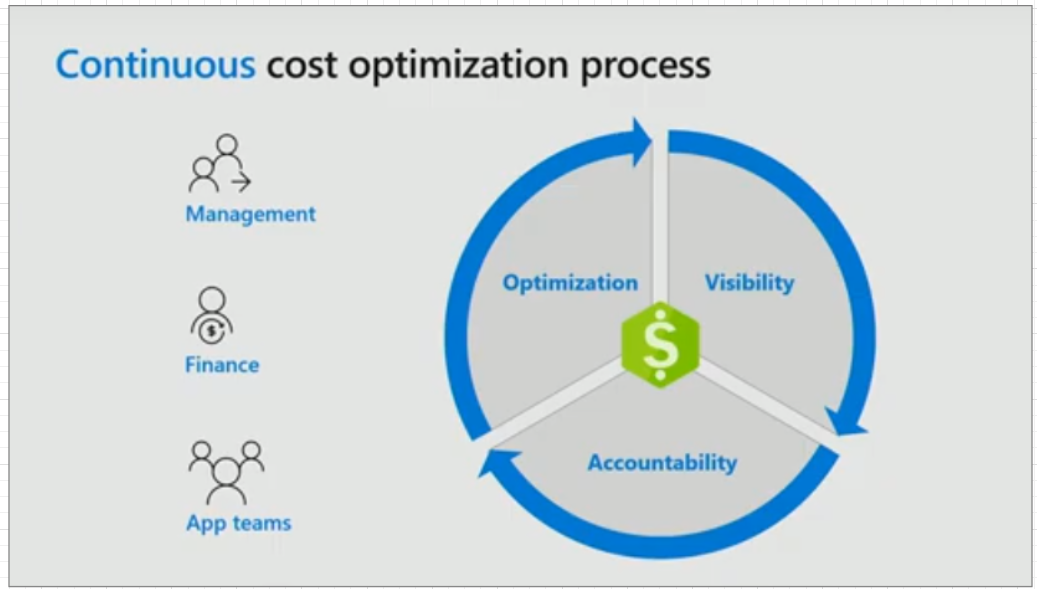 Continuous cost optimization process
Management
Finance
App teams
Optimization
Visibility
Accountability
$
$